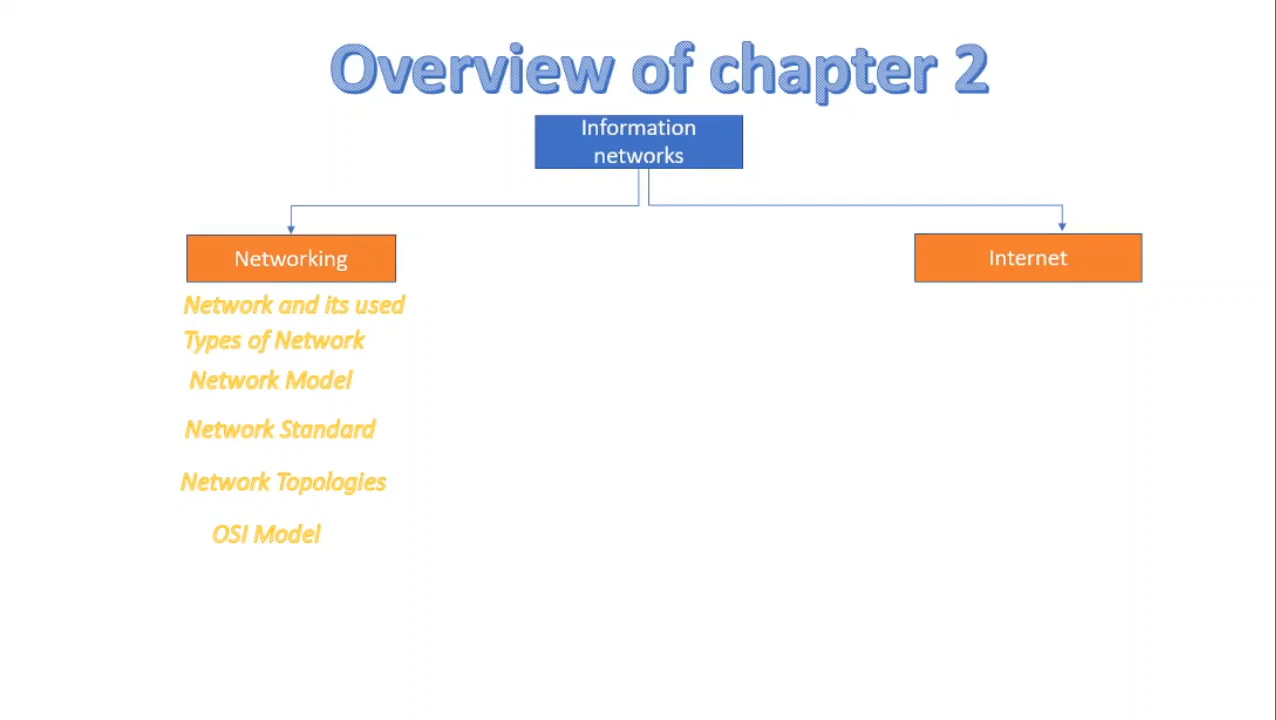 Overview of chapter 2
Information
networks
Networking
Internet
Network and its used
Types of Network
Network Model
Network Standard
Network Topologies
OSI Model